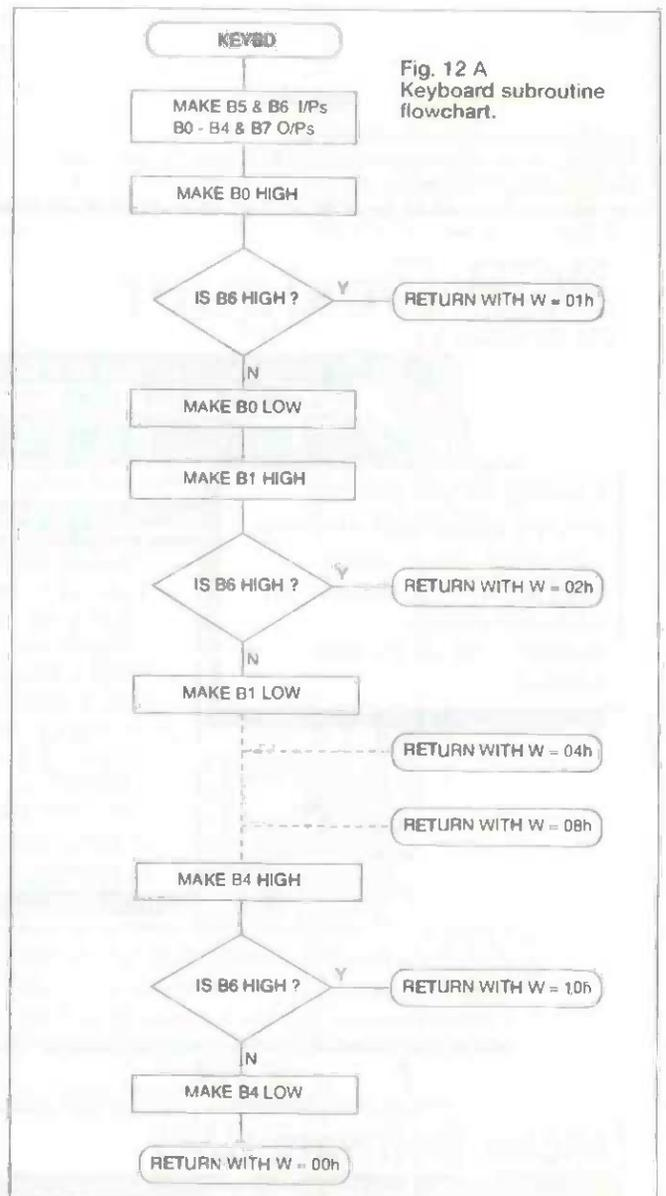 KEYBD
Fig. 12 A
Keyboard subroutine
flowchart.
MAKE B5 & B6 I/Ps
B0 - B4 & B7 O/Ps
MAKE B0 HIGH
IS B6 HIGH ?
Y
RETURN WITH W = 01h
N
MAKE B0 LOW
MAKE B1 HIGH
IS B6 HIGH ?
Y
RETURN WITH W = 02h
N
MAKE B1 LOW
RETURN WITH W = 04h
RETURN WITH W = 08h
MAKE B4 HIGH
IS B6 HIGH ?
Y
RETURN WITH W = 10h
N
MAKE B4 LOW
RETURN WITH W = 00h